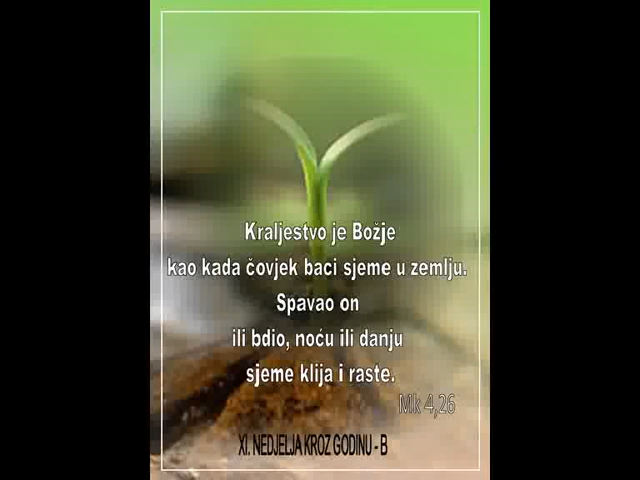 Kraljestvo je Božje
kao kada čovjek baci sjeme u zemlju.
Spavao on
ili bdio, noću ili danju
sjeme klija i raste.
Mk 4,26
XI. NEDJELJA KROZ GODINU - B